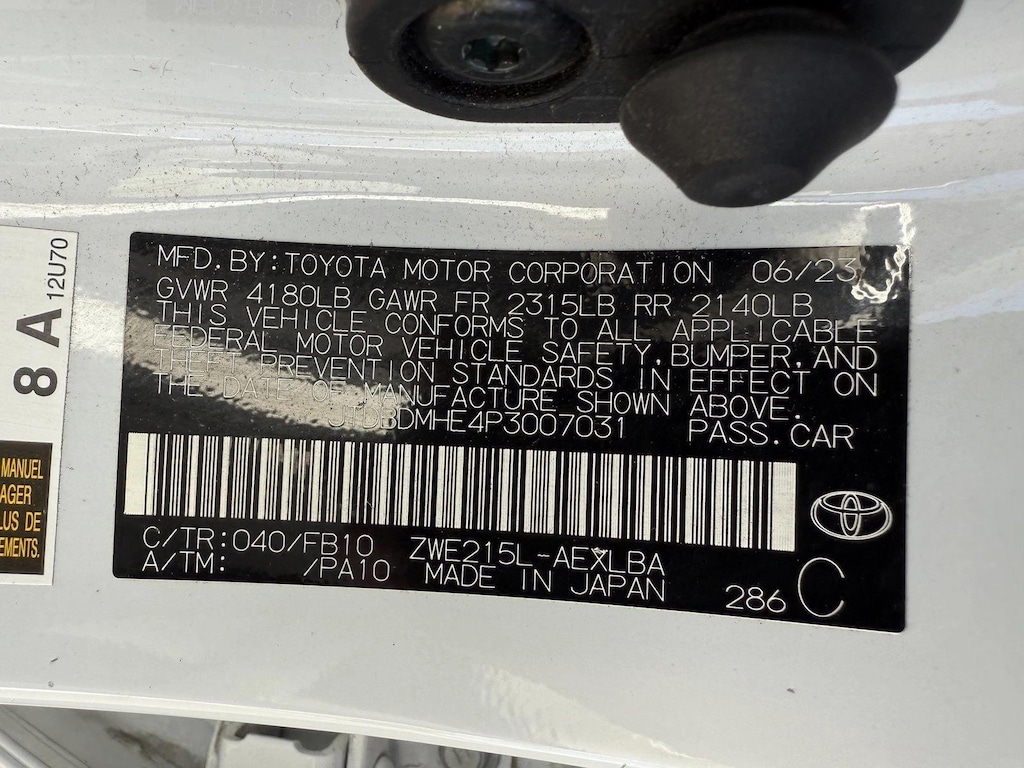 MFD.BY:TOYOTA MOTOR CORPORATION 06/23
GVWR 4180LB GAWR FR 2315LB RR 2140LB
THIS VEHICLE CONFORMS TO ALL APPLICABLE
FEDERAL MOTOR VEHICLE SAFETY,BUMPER,AND
THEFT PREVENTION STANDARDS IN EFFECT ON
THE DATE OF MANUFACTURE SHOWN ABOVE.
JTDBDMHE4P3007031 PASS.CAR
C/TR:040/FB10 ZWE215L-AEXLBA
A/TM: /PA10 MADE IN JAPAN
286 C
8 A 12U70
MANUEL
AGER
LUS DE
EMENTS.